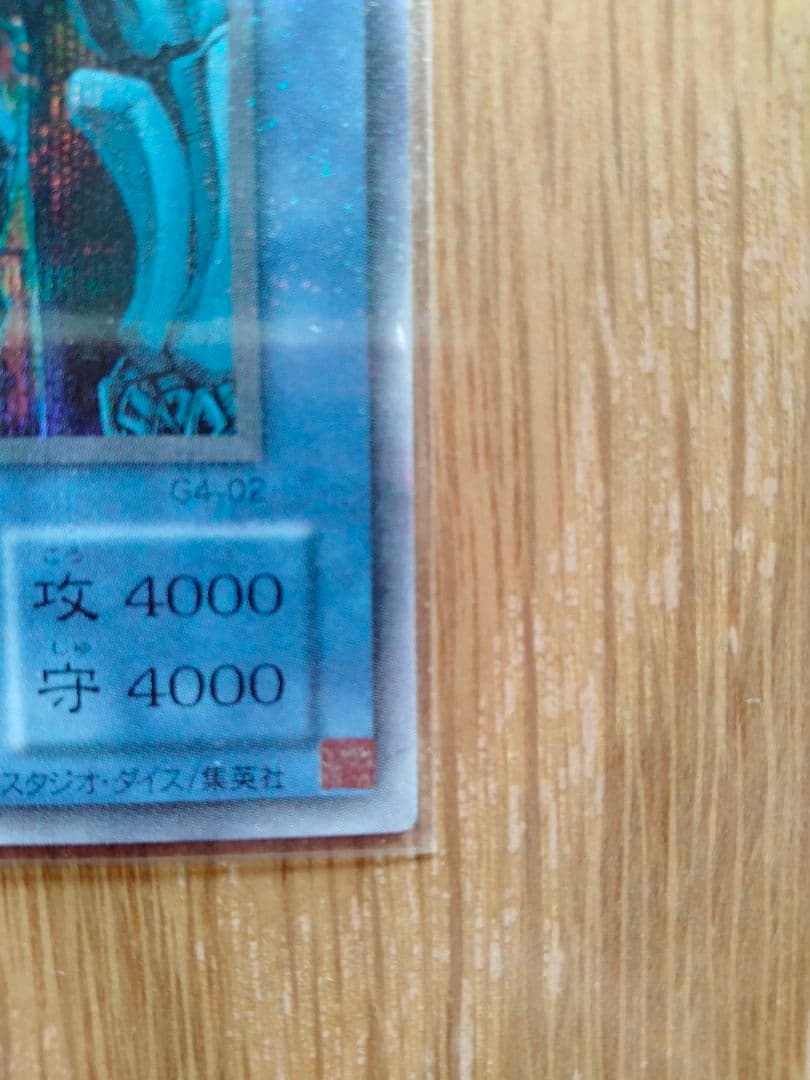 G4-02
こう
攻 4000
しゅ
守 4000
スタジオ・ダイス/集英社